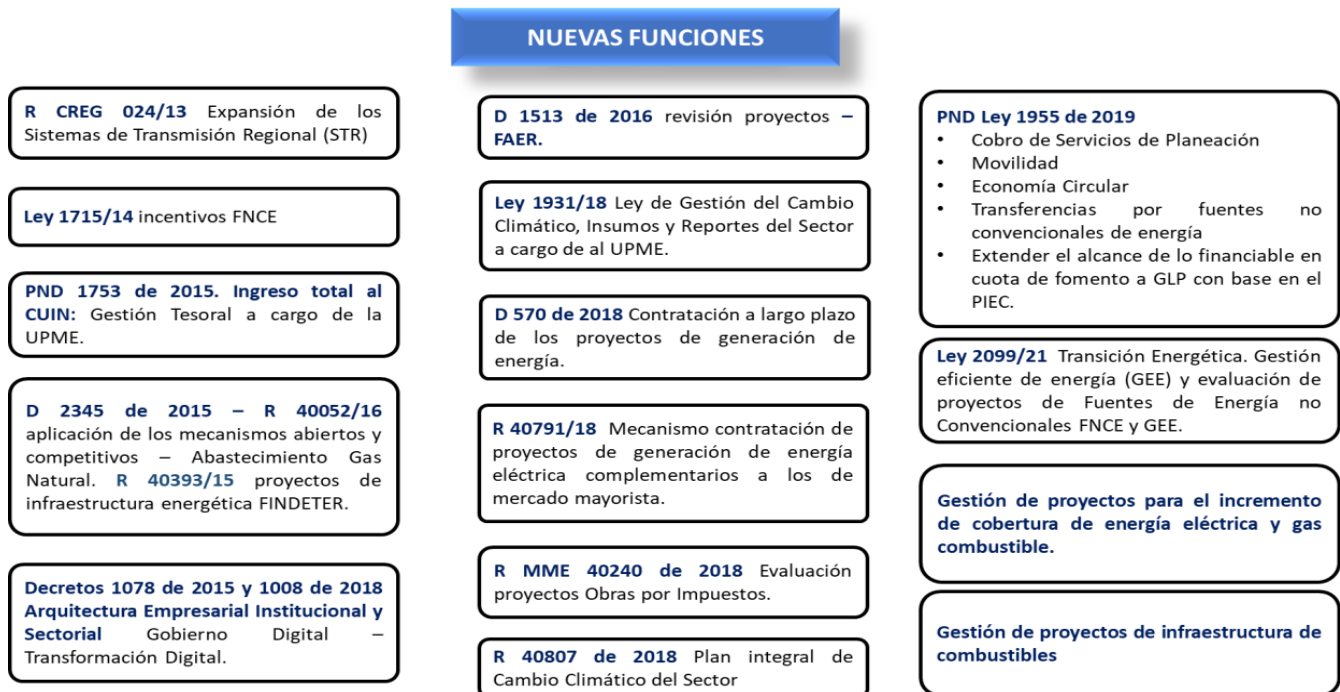 NUEVAS FUNCIONES
R CREG 024/13 Expansión de los
Sistemas de Transmisión Regional (STR)
Ley 1715/14 incentivos FNCE
PND 1753 de 2015. Ingreso total al
CUIN: Gestión Tesoral a cargo de la
UPME.
D 2345 de 2015 – R 40052/16
aplicación de los mecanismos abiertos y
competitivos – Abastecimiento Gas
Natural. R 40393/15 proyectos de
infraestructura energética FINDETER.
Decretos 1078 de 2015 y 1008 de 2018
Arquitectura Empresarial Institucional y
Sectorial Gobierno Digital –
Transformación Digital.
D 1513 de 2016 revisión proyectos –
FAER.
Ley 1931/18 Ley de Gestión del Cambio
Climático, Insumos y Reportes del Sector
a cargo de al UPME.
D 570 de 2018 Contratación a largo plazo
de los proyectos de generación de
energía.
R 40791/18 Mecanismo contratación de
proyectos de generación de energía
eléctrica complementarios a los de
mercado mayorista.
R MME 40240 de 2018 Evaluación
proyectos Obras por Impuestos.
R 40807 de 2018 Plan integral de
Cambio Climático del Sector
PND Ley 1955 de 2019
• Cobro de Servicios de Planeación
• Movilidad
• Economía Circular
• Transferencias por fuentes no
convencionales de energía
• Extender el alcance de lo financiable en
cuota de fomento a GLP con base en el
PIEC.
Ley 2099/21 Transición Energética. Gestión
eficiente de energía (GEE) y evaluación de
proyectos de Fuentes de Energía no
Convencionales FNCE y GEE.
Gestión de proyectos para el incremento
de cobertura de energía eléctrica y gas
combustible.
Gestión de proyectos de infraestructura de
combustibles